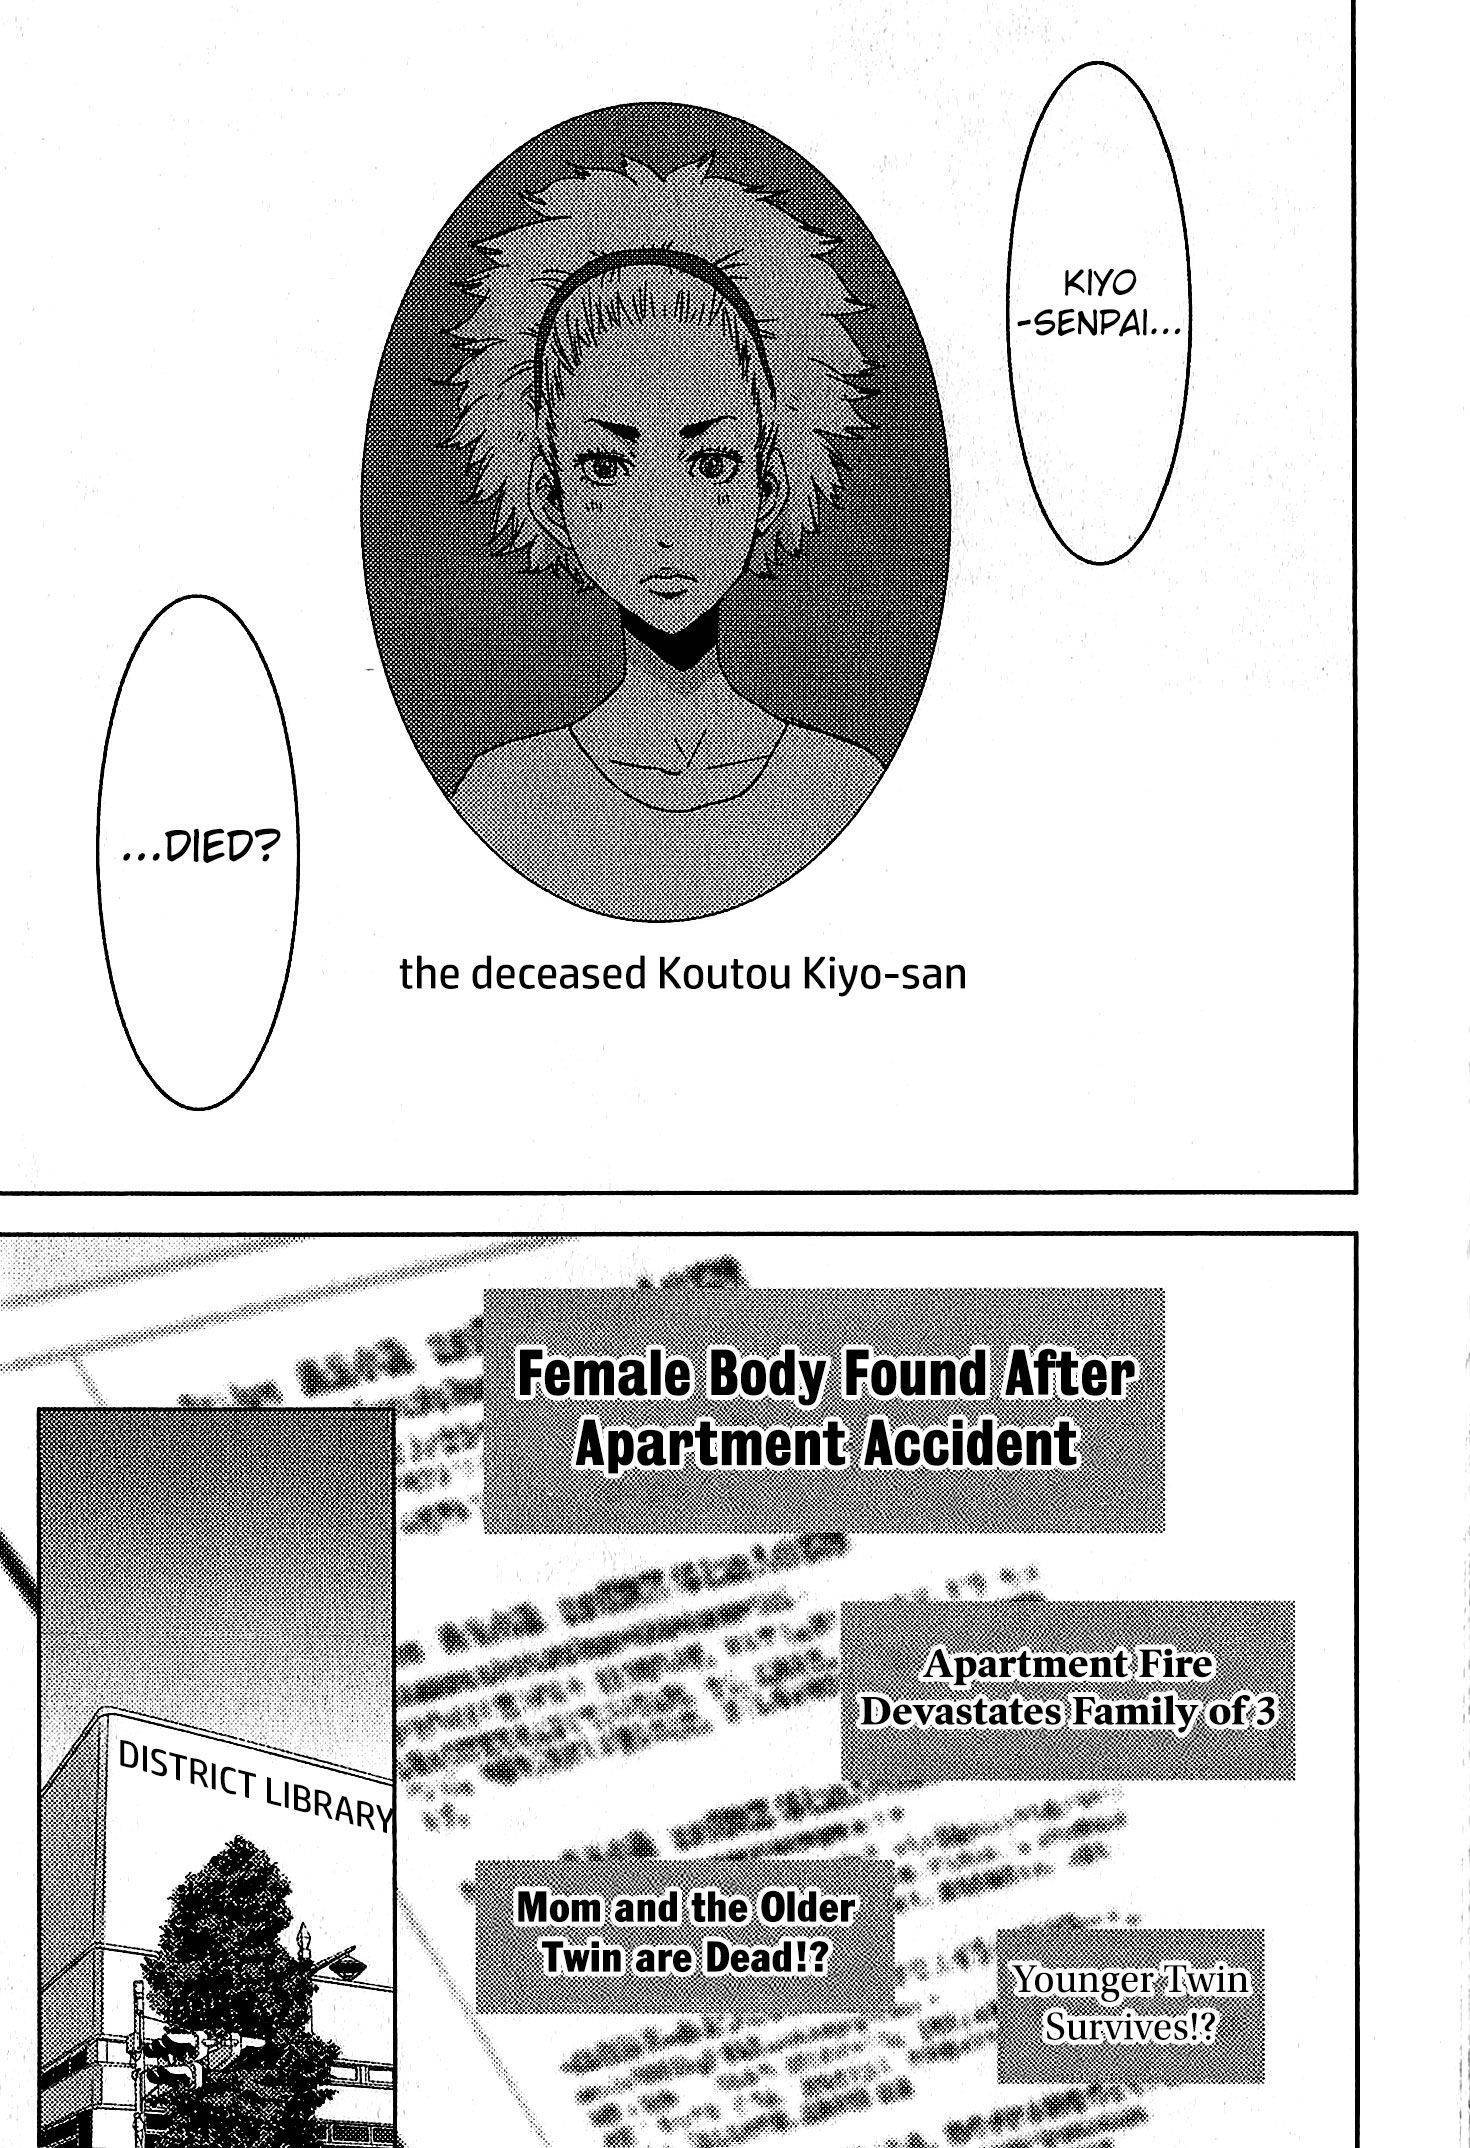 KIYO
-SENPAI...
...DIED?
the deceased Koutou Kiyo-san
Female Body Found After
Apartment Accident
Apartment Fire
Devastates Family of 3
Mom and the Older
Twin are Dead!?
Younger Twin
Survives!?
DISTRICT LIBRARY